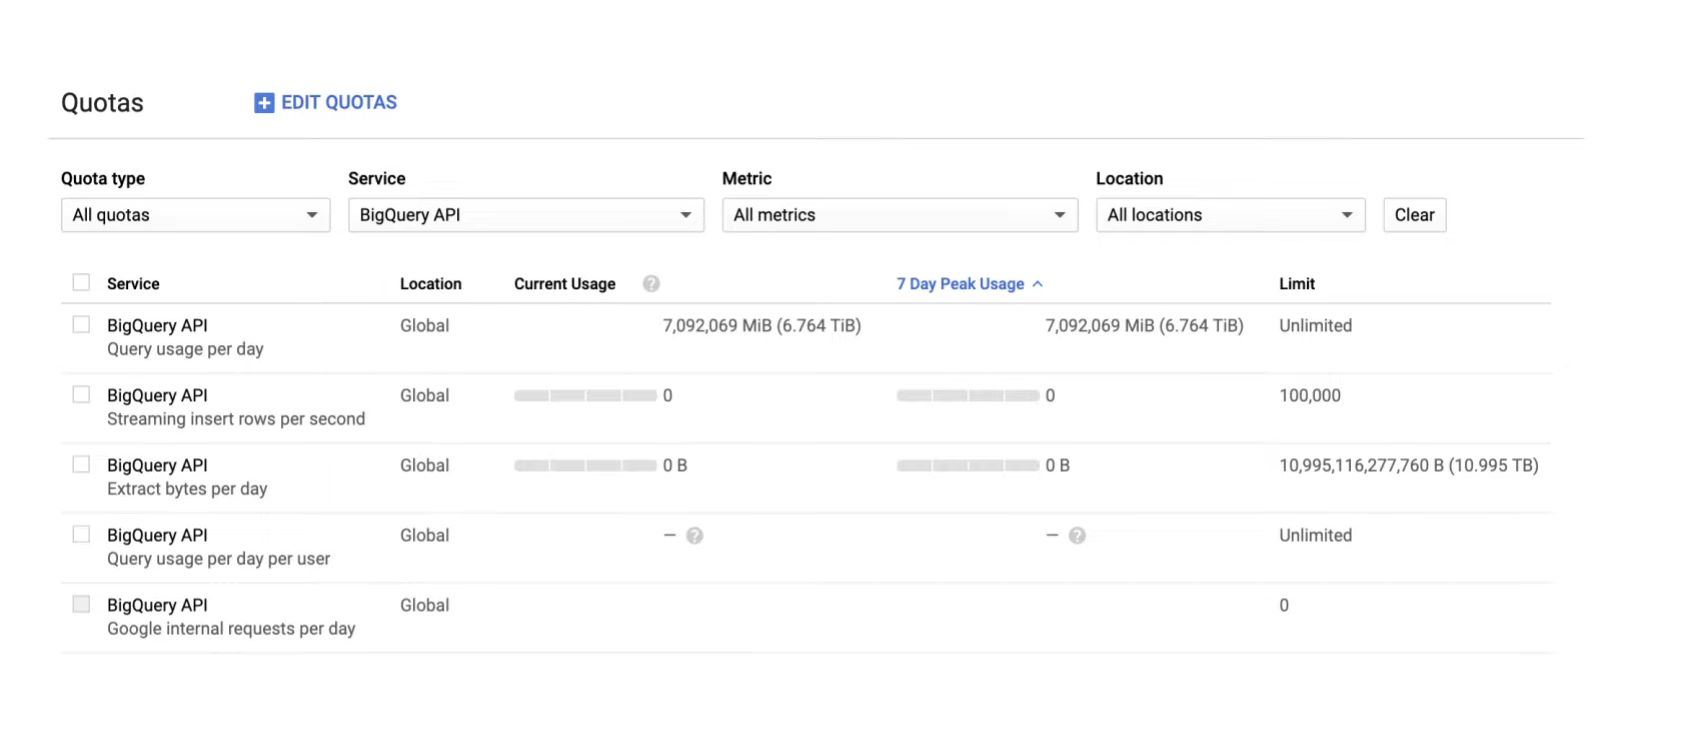 Quotas
EDIT QUOTAS
Quota type Service Metric Location
All quotas BigQuery API All metrics All locations Clear
Service Location Current Usage ? 7 Day Peak Usage Limit
BigQuery API Global 7,092,069 MiB (6.764 TiB) 7,092,069 MiB (6.764 TiB) Unlimited
Query usage per day
BigQuery API Global 0 0 100,000
Streaming insert rows per second
BigQuery API Global 0 B 0 B 10,995,116,277,760 B (10.995 TB)
Extract bytes per day
BigQuery API Global – ? – ? Unlimited
Query usage per day per user
BigQuery API Global 0
Google internal requests per day